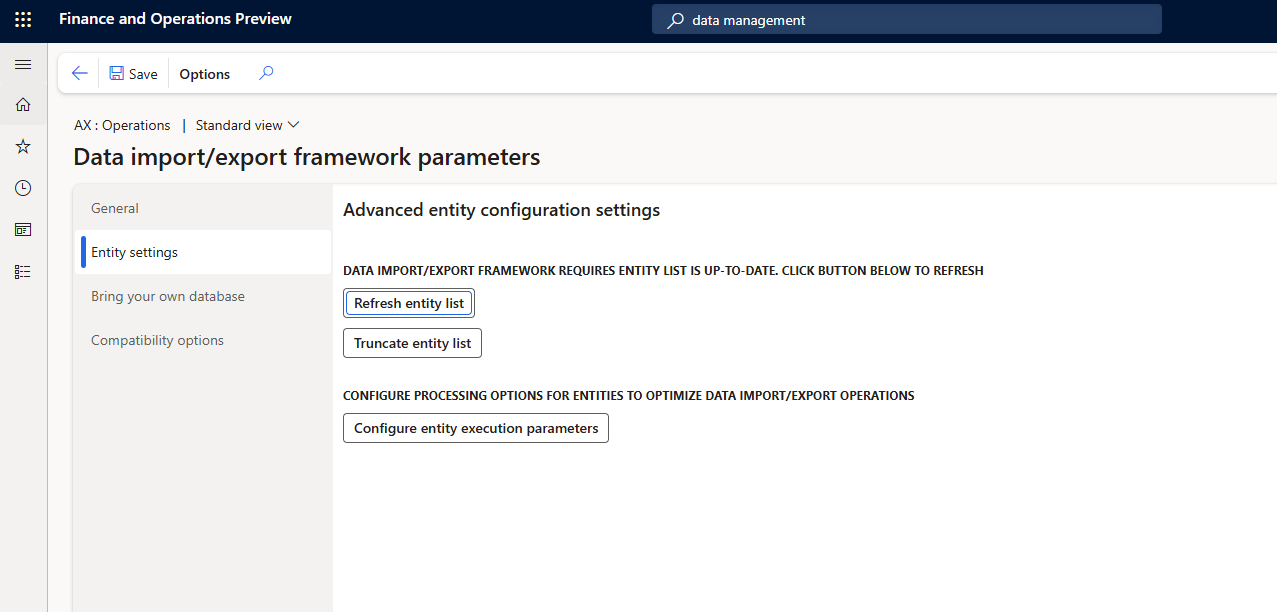 Finance and Operations Preview
data management
Save
Options
AX : Operations | Standard view
Data import/export framework parameters
General
Entity settings
Bring your own database
Compatibility options
Advanced entity configuration settings
DATA IMPORT/EXPORT FRAMEWORK REQUIRES ENTITY LIST IS UP-TO-DATE. CLICK BUTTON BELOW TO REFRESH
Refresh entity list
Truncate entity list
CONFIGURE PROCESSING OPTIONS FOR ENTITIES TO OPTIMIZE DATA IMPORT/EXPORT OPERATIONS
Configure entity execution parameters